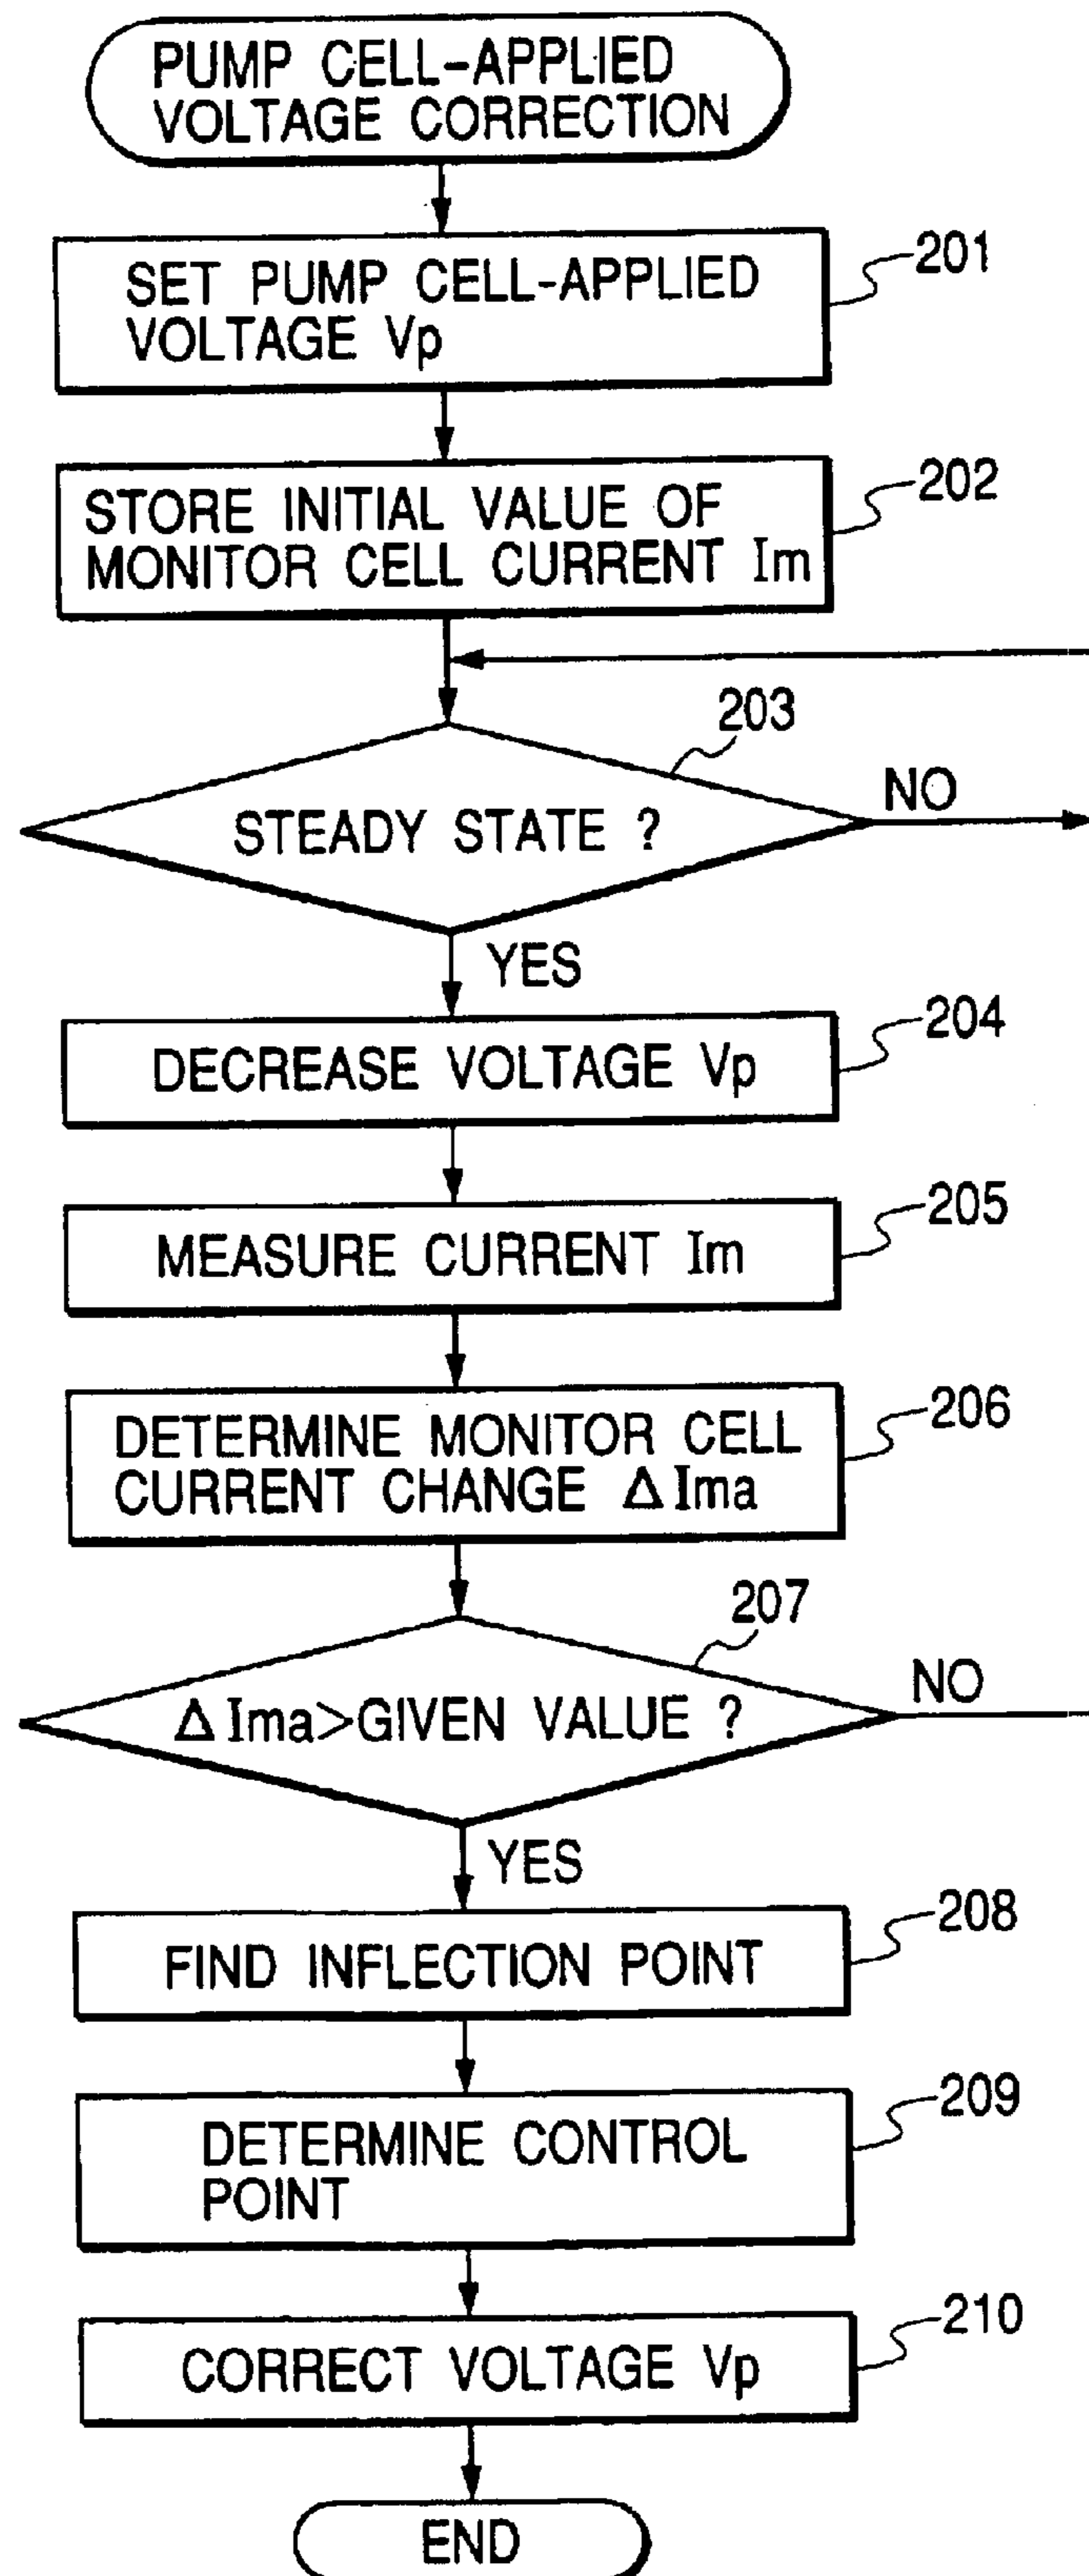 PUMP CELL-APPLIED
VOLTAGE CORRECTION
SET PUMP CELL-APPLIED
VOLTAGE Vp
201
STORE INITIAL VALUE OF
MONITOR CELL CURRENT Im
202
203
STEADY STATE ?
NO
YES
204
DECREASE VOLTAGE Vp
205
MEASURE CURRENT Im
206
DETERMINE MONITOR CELL
CURRENT CHANGE Δ Ima
207
Δ Ima>GIVEN VALUE ?
NO
YES
208
FIND INFLECTION POINT
209
DETERMINE CONTROL
POINT
210
CORRECT VOLTAGE Vp
END